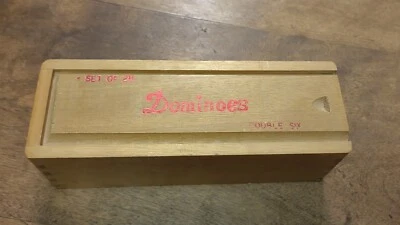 SET OF 28
Dominoes
DOUBLE SIX